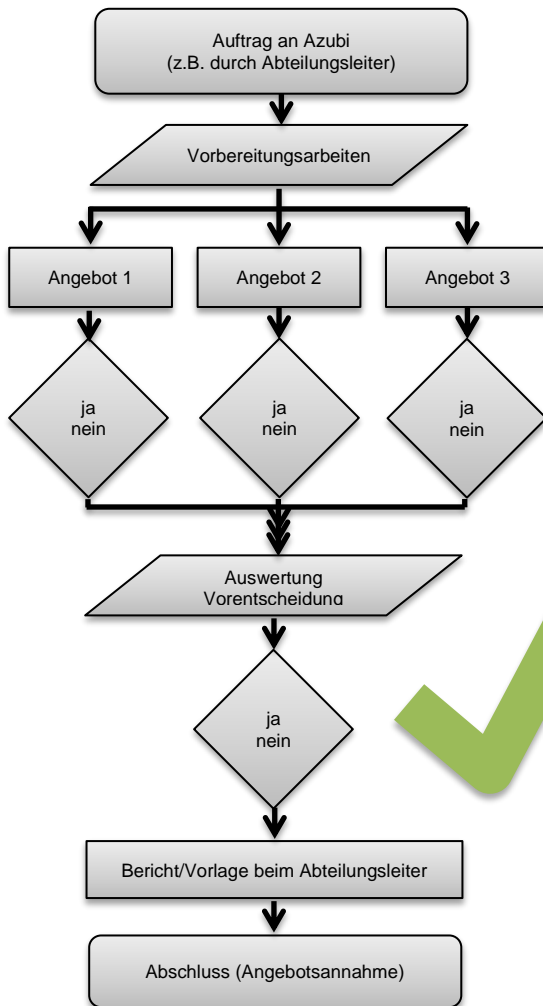 Auftrag an Azubi
(z.B. durch Abteilungsleiter)
Vorbereitungsarbeiten
Angebot 1
Angebot 2
Angebot 3
ja
nein
ja
nein
ja
nein
Auswertung
Vorentscheidung
ja
nein
Bericht/Vorlage beim Abteilungsleiter
Abschluss (Angebotsannahme)